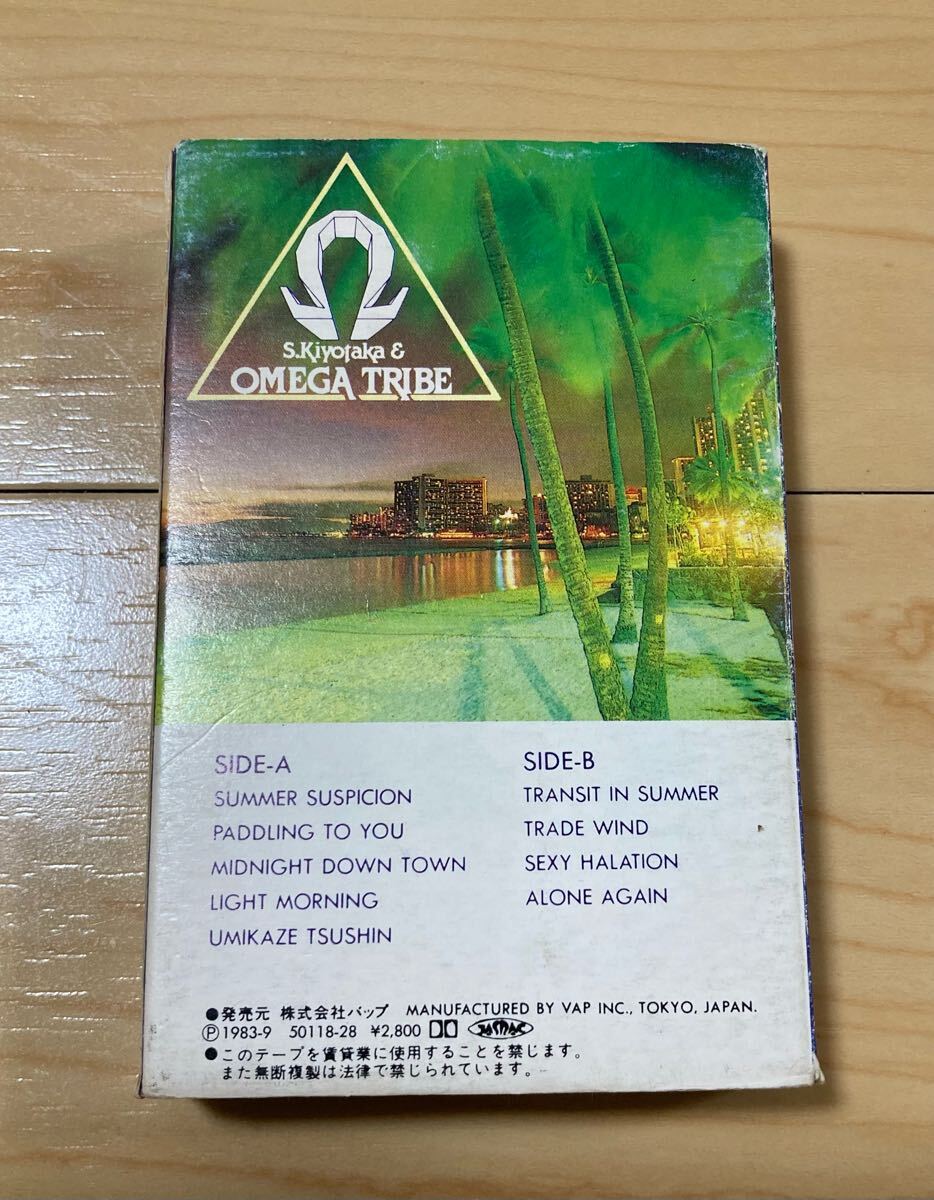 S.Kiyotaka &
OMEGA TRIBE
SIDE-A
SUMMER SUSPICION
PADDLING TO YOU
MIDNIGHT DOWN TOWN
LIGHT MORNING
UMIKAZE TSUSHIN
SIDE-B
TRANSIT IN SUMMER
TRADE WIND
SEXY HALATION
ALONE AGAIN
●発売元 株式会社バップ MANUFACTURED BY VAP INC., TOKYO, JAPAN.
Ⓟ1983-9 50118-28 ¥2,800
●このテープを賃貸業に使用することを禁じます。
また無断複製は法律で禁じられています。